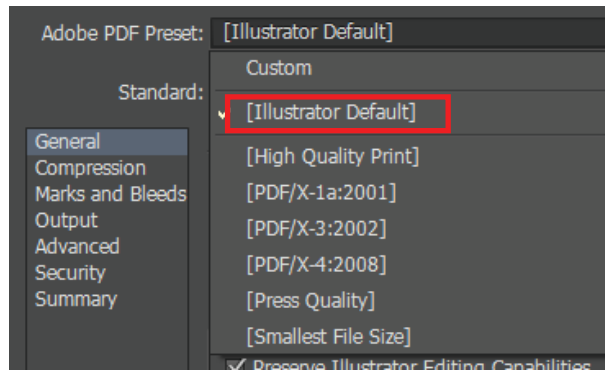 Adobe PDF Preset: [Illustrator Default]
Custom
Standard:
[Illustrator Default]
General
[High Quality Print]
Compression
Marks and Bleeds
[PDF/X-1a:2001]
Output
[PDF/X-3:2002]
Advanced
Security
[PDF/X-4:2008]
Summary
[Press Quality]
[Smallest File Size]
Preserve Illustrator Editing Capabilities